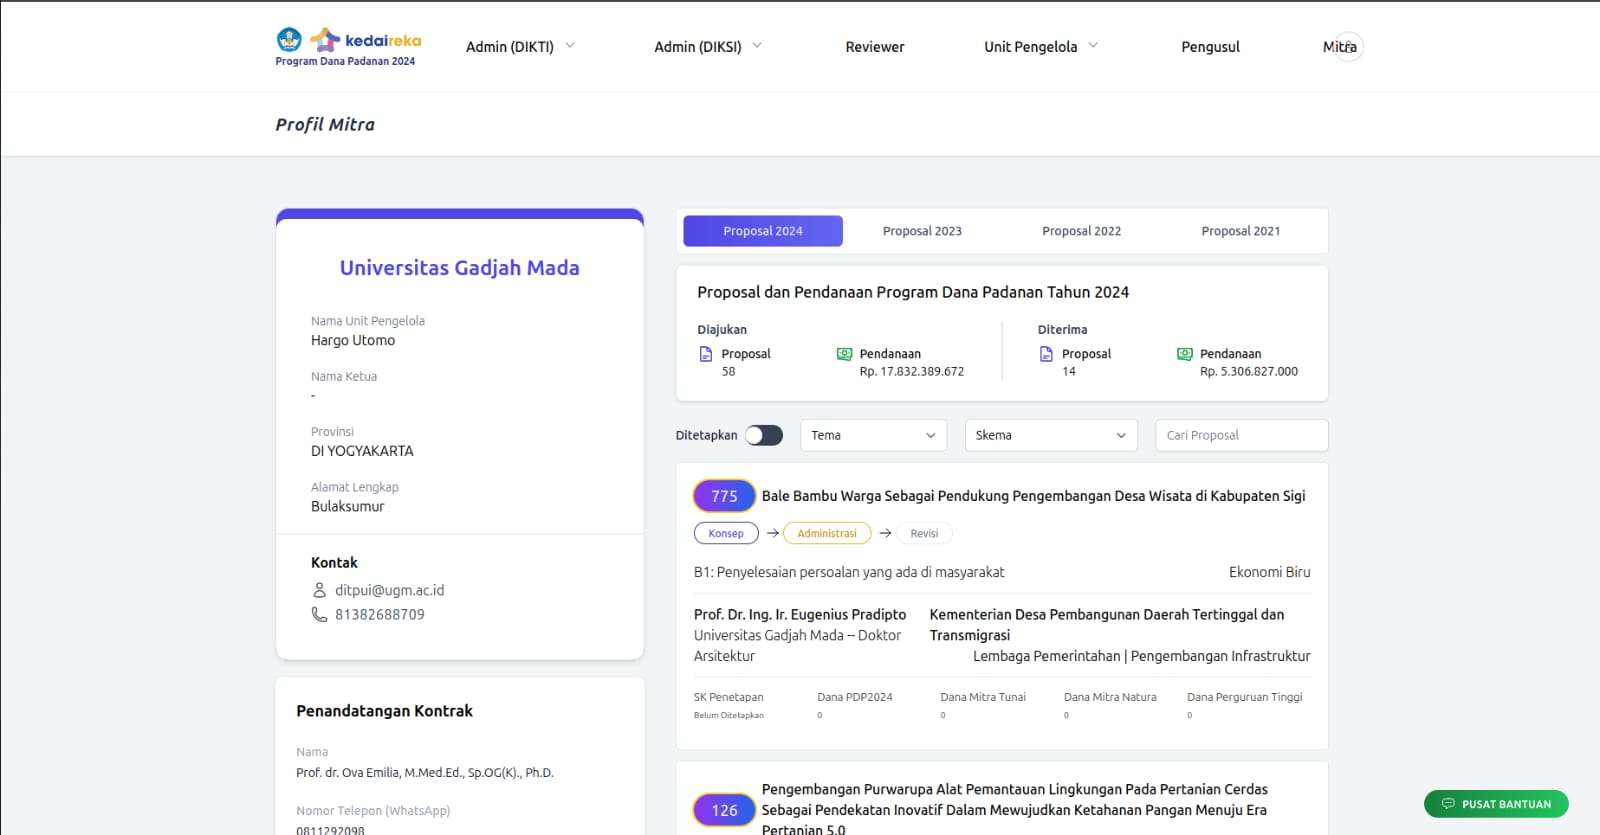 kedaireka
Program Dana Padanan 2024
Admin (DIKTI)
Admin (DIKSI)
Reviewer
Unit Pengelola
Pengusul
Mitra
Profil Mitra
Universitas Gadjah Mada
Nama Unit Pengelola
Hargo Utomo
Nama Ketua
-
Provinsi
DI YOGYAKARTA
Alamat Lengkap
Bulaksumur
Kontak
ditpui@ugm.ac.id
81382688709
Penandatangan Kontrak
Nama
Prof. dr. Ova Emilia, M.Med.Ed., Sp.OG(K)., Ph.D.
Nomor Telepon (WhatsApp)
0811292098
Proposal 2024
Proposal 2023
Proposal 2022
Proposal 2021
Proposal dan Pendanaan Program Dana Padanan Tahun 2024
Diajukan
Proposal
58
Pendanaan
Rp. 17.832.389.672
Diterima
Proposal
14
Pendanaan
Rp. 5.306.827.000
Ditetapkan
Tema
Skema
Cari Proposal
775
Bale Bambu Warga Sebagai Pendukung Pengembangan Desa Wisata di Kabupaten Sigi
Konsep
Administrasi
Revisi
B1: Penyelesaian persoalan yang ada di masyarakat
Ekonomi Biru
Prof. Dr. Ing. Ir. Eugenius Pradipto
Universitas Gadjah Mada -- Doktor
Arsitektur
Kementerian Desa Pembangunan Daerah Tertinggal dan
Transmigrasi
Lembaga Pemerintahan | Pengembangan Infrastruktur
SK Penetapan
Belum Ditetapkan
Dana PDP2024
0
Dana Mitra Tunai
0
Dana Mitra Natura
0
Dana Perguruan Tinggi
0
126
Pengembangan Purwarupa Alat Pemantauan Lingkungan Pada Pertanian Cerdas
Sebagai Pendekatan Inovatif Dalam Mewujudkan Ketahanan Pangan Menuju Era
Pertanian 5.0
PUSAT BANTUAN